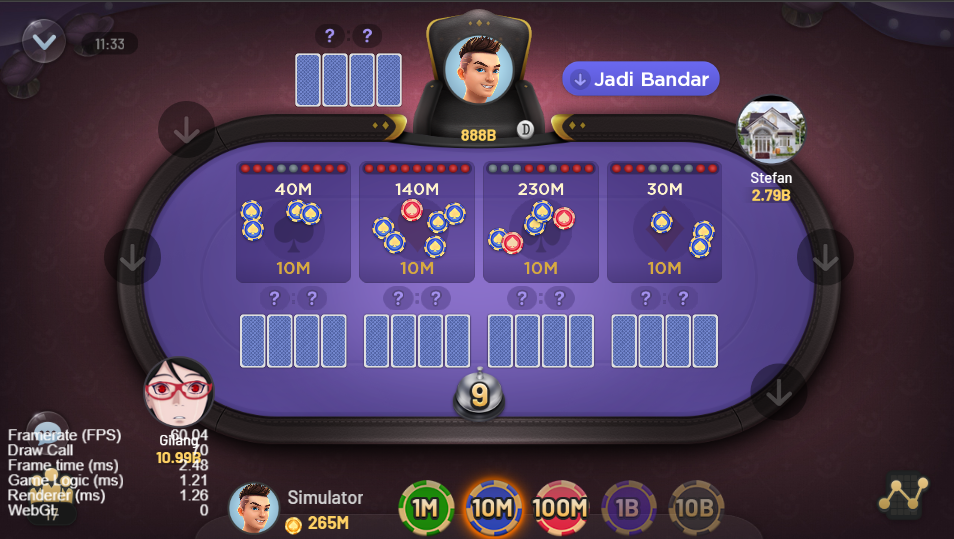 11:33
? : ?
Jadi Bandar
888B
D
Stefan
2.79B
40M
140M
230M
30M
10M
10M
10M
10M
? : ?
? : ?
? : ?
? : ?
9
Gilang
10.99B
Framerate (FPS) 60.04
Draw Call
Frame time (ms) 2.48
Game Logic (ms) 1.21
Renderer (ms) 1.26
WebGL 0
17
Simulator
265M
1M
10M
100M
1B
10B